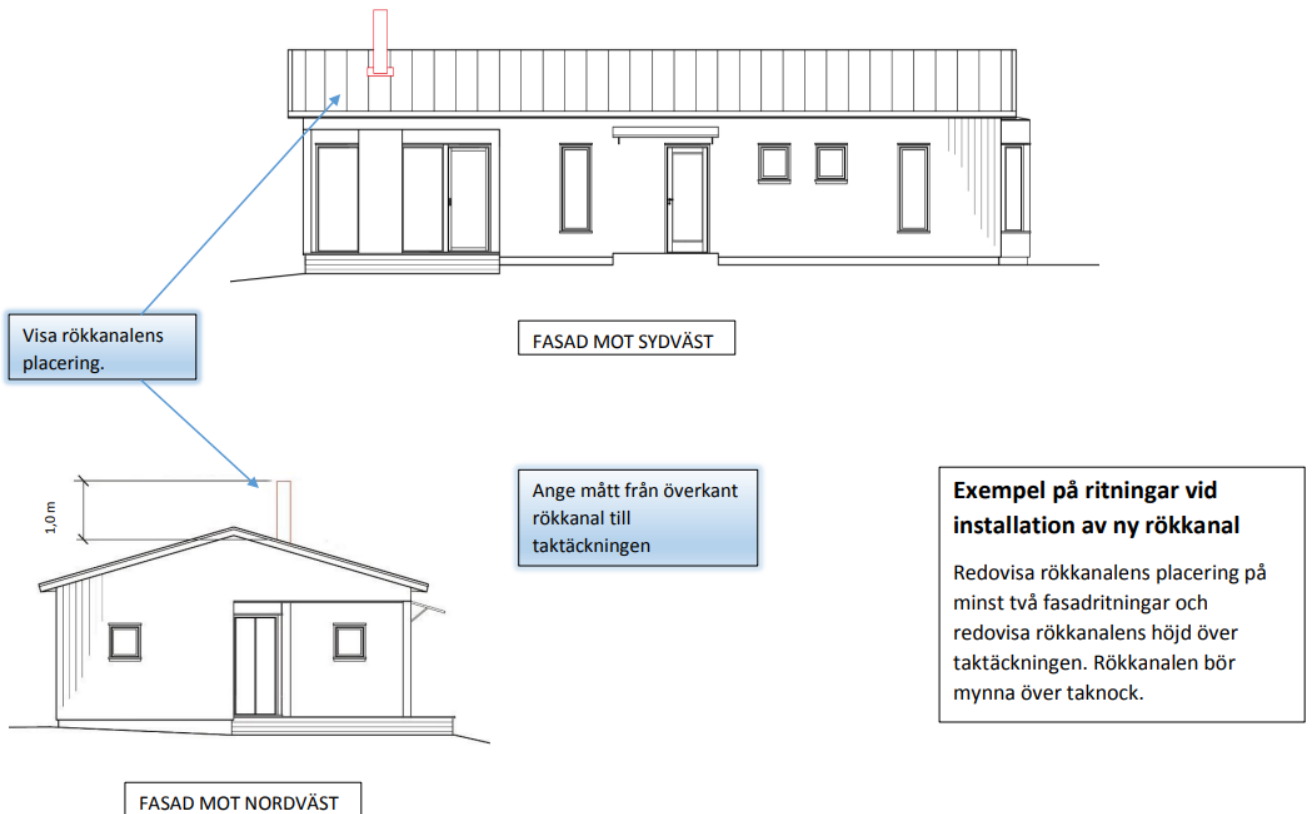 Visa rökkanalens
placering.
FASAD MOT SYDVÄST
1,0 m
Ange mått från överkant
rökkanal till
taktäckningen
Exempel på ritningar vid
installation av ny rökkanal
Redovisa rökkanalens placering på
minst två fasadritningar och
redovisa rökkanalens höjd över
taktäckningen. Rökkanalen bör
mynna över taknock.
FASAD MOT NORDVÄST